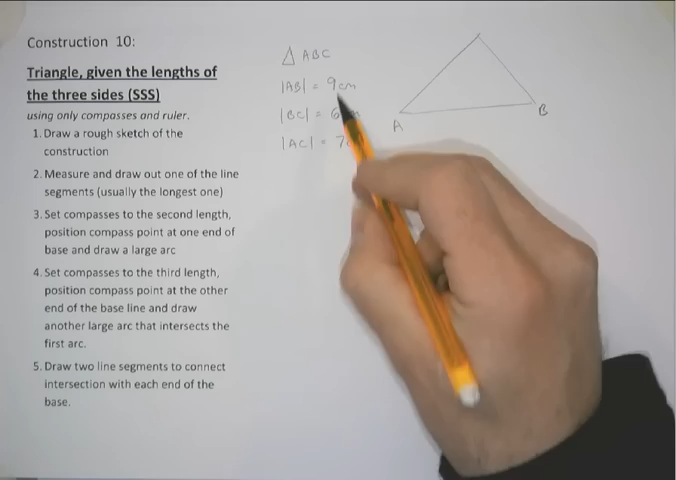 Construction 10:
Triangle, given the lengths of
the three sides (SSS)
using only compasses and ruler.
1. Draw a rough sketch of the
construction
2. Measure and draw out one of the line
segments (usually the longest one)
3. Set compasses to the second length,
position compass point at one end of
base and draw a large arc
4. Set compasses to the third length,
position compass point at the other
end of the base line and draw
another large arc that intersects the
first arc.
5. Draw two line segments to connect
intersection with each end of the
base.
△ ABC
|AB| = 9cm
|BC| = 6
|AC| = 7
A
B